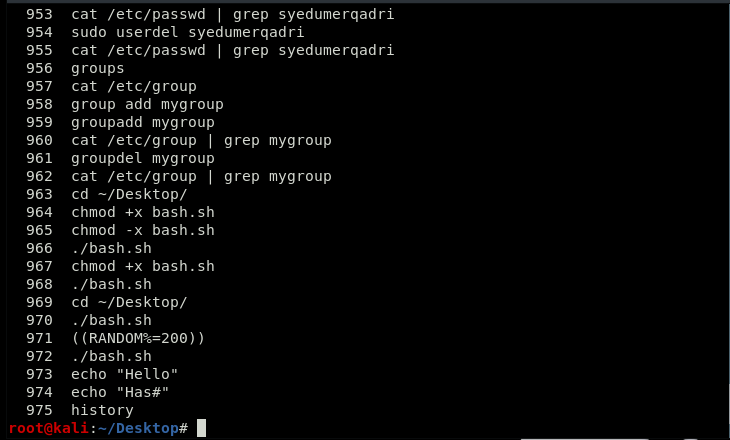 953 cat /etc/passwd | grep syedumerqadri
954 sudo userdel syedumerqadri
955 cat /etc/passwd | grep syedumerqadri
956 groups
957 cat /etc/group
958 group add mygroup
959 groupadd mygroup
960 cat /etc/group | grep mygroup
961 groupdel mygroup
962 cat /etc/group | grep mygroup
963 cd ~/Desktop/
964 chmod +x bash.sh
965 chmod -x bash.sh
966 ./bash.sh
967 chmod +x bash.sh
968 ./bash.sh
969 cd ~/Desktop/
970 ./bash.sh
971 ((RANDOM%=200))
972 ./bash.sh
973 echo "Hello"
974 echo "Has#"
975 history
root@kali:~/Desktop#